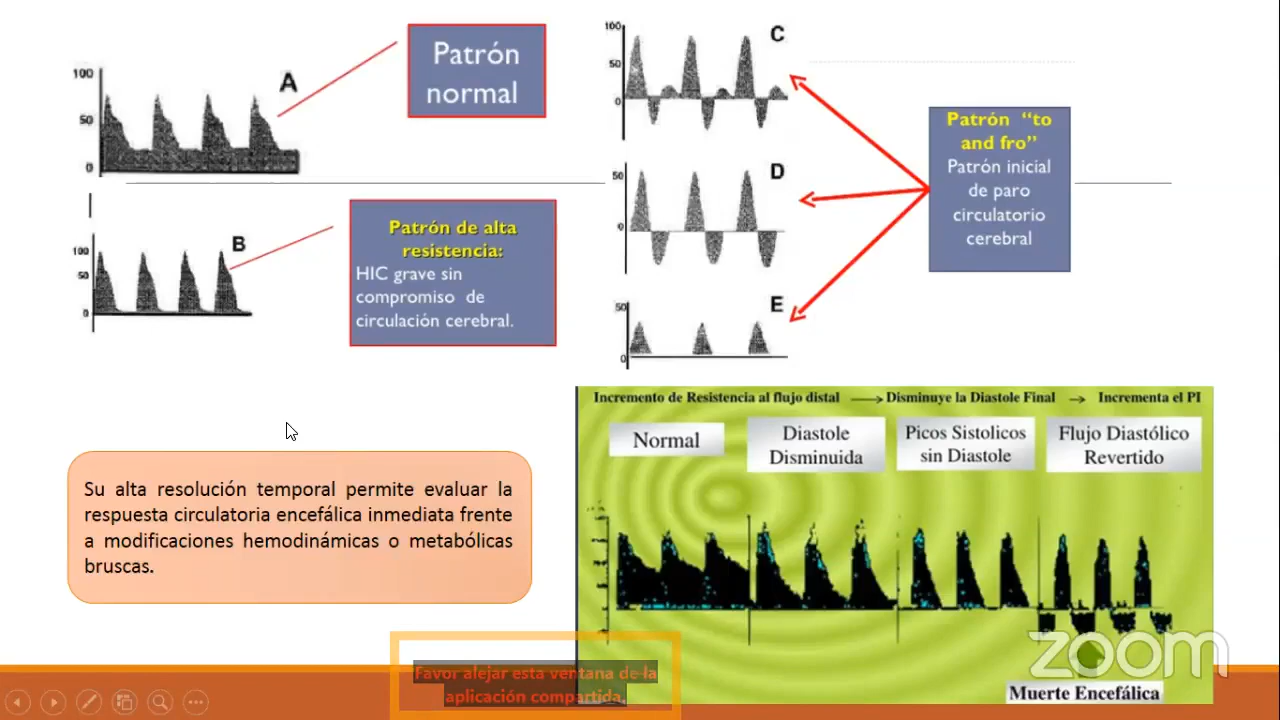 Patrón
normal
A
100
50
0
B
100
50
0
Patrón de alta
resistencia:
HIC grave sin
compromiso de
circulación cerebral.
C
100
50
0
D
50
0
E
50
0
Patrón “to
and fro”
Patrón inicial
de paro
circulatorio
cerebral
Su alta resolución temporal permite evaluar la
respuesta circulatoria encefálica inmediata frente
a modificaciones hemodinámicas o metabólicas
bruscas.
Incremento de Resistencia al flujo distal → Disminuye la Diastole Final → Incrementa el PI
Normal
Diastole
Disminuida
Picos Sistolicos
sin Diastole
Flujo Diastólico
Revertido
Muerte Encefálica
zoom
Favor alejar esta ventana de la
aplicación compartida.